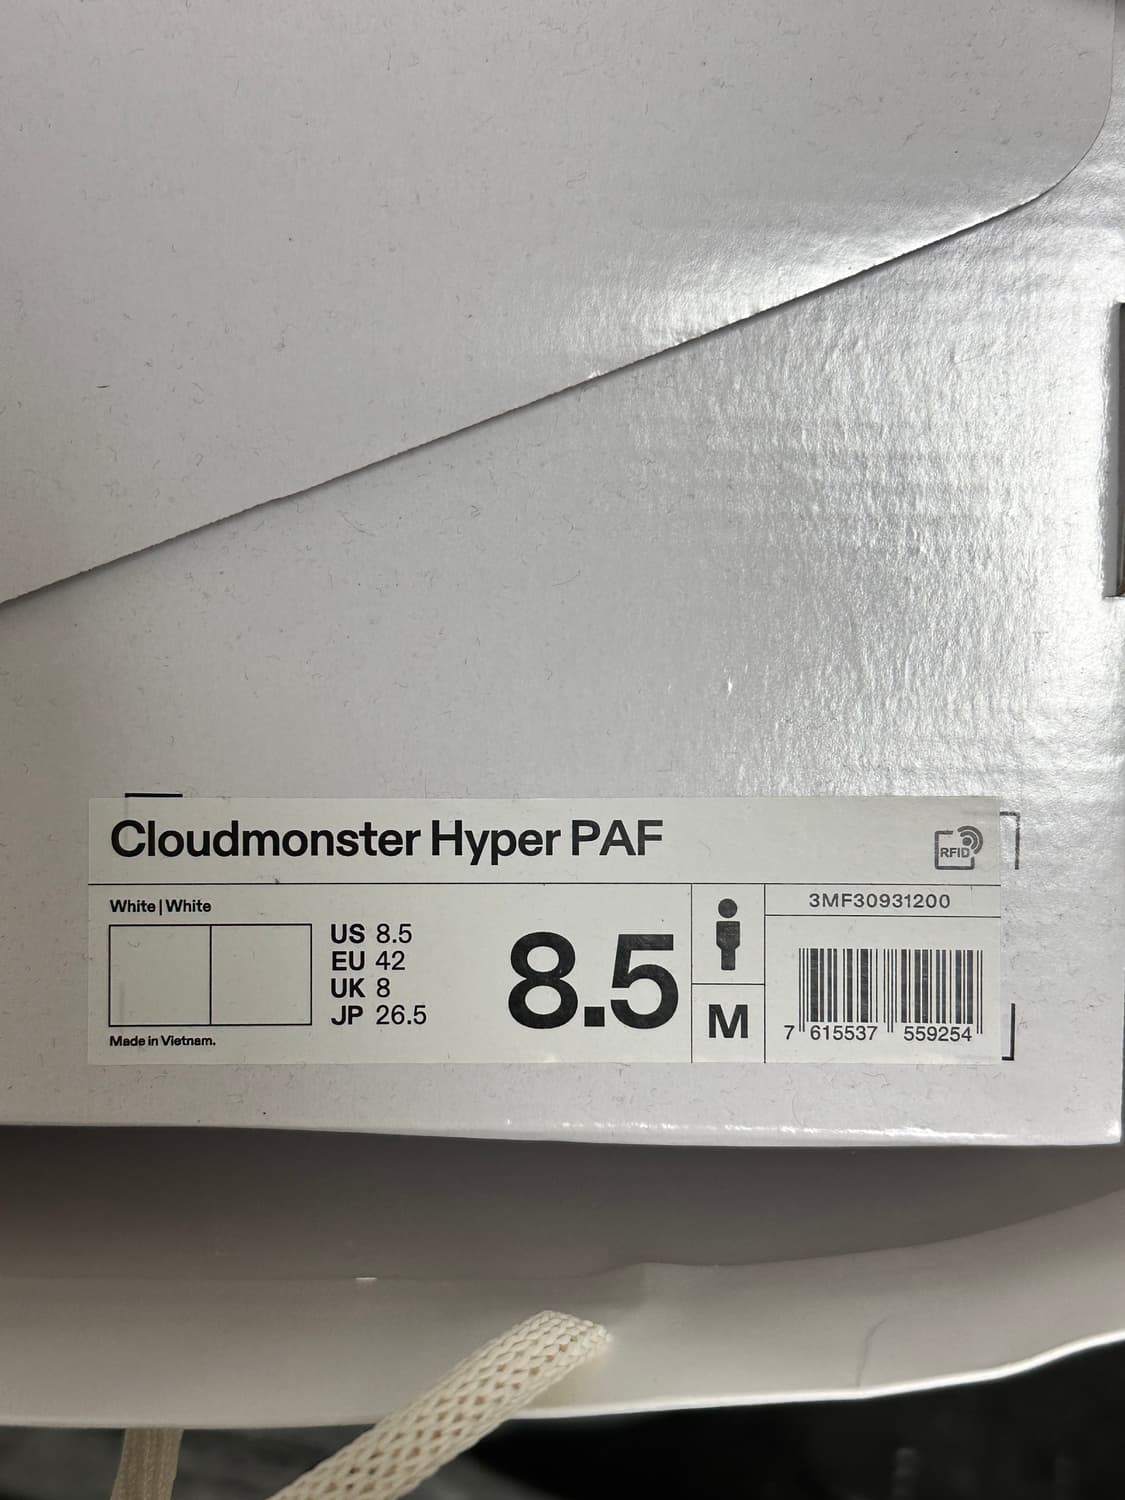 Cloudmonster Hyper PAF
RFID
White | White
US 8.5
EU 42
UK 8
JP 26.5
Made in Vietnam.
8.5
M
3MF30931200
7 615537 559254